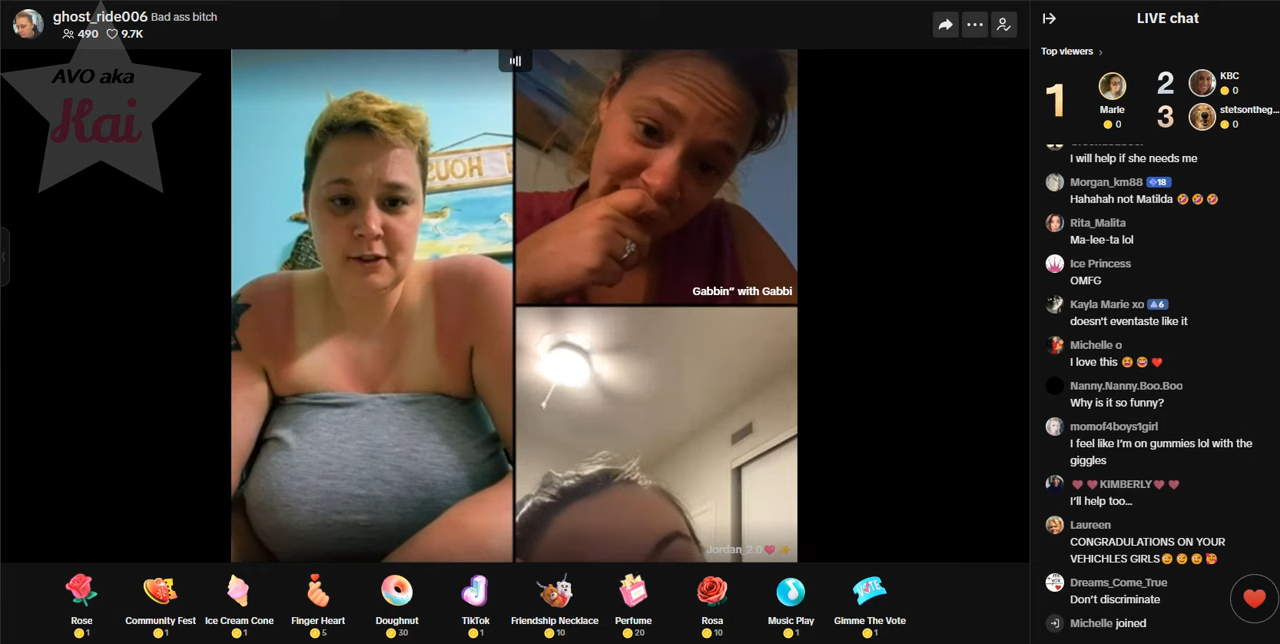 ghost_ride006 Bad ass bitch
490 9.7K
AVO aka
Kai
HOUS
Gabbin” with Gabbi
Jordan_2.0
LIVE chat
Top viewers
1
Marie
0
2
KBC
0
3
stetsontheg...
0
I will help if she needs me
Morgan_km88 18
Hahahah not Matilda
Rita_Malita
Ma-lee-ta lol
Ice Princess
OMFG
Kayla Marie xo 6
doesn't eventaste like it
Michelle o
I love this
Nanny.Nanny.Boo.Boo
Why is it so funny?
momof4boys1girl
I feel like I'm on gummies lol with the
giggles
KIMBERLY
I'll help too...
Laureen
CONGRADULATIONS ON YOUR
VEHICHLES GIRLS
Dreams_Come_True
Don't discriminate
Michelle joined
Rose
1
Community Fest
1
Ice Cream Cone
1
Finger Heart
5
Doughnut
30
TikTok
1
Friendship Necklace
10
Perfume
20
Rosa
10
Music Play
1
VOTE
Gimme The Vote
1